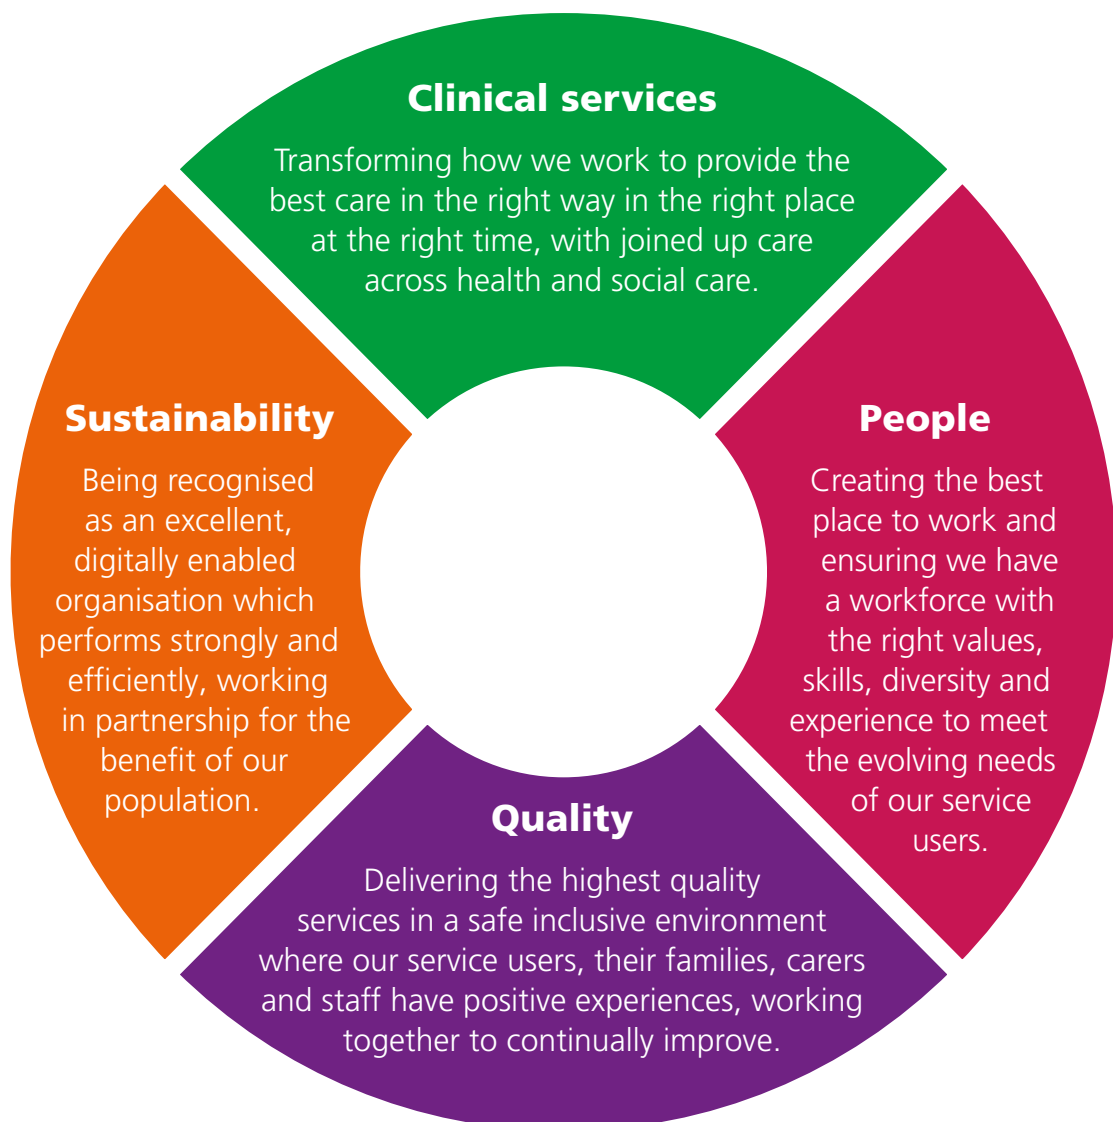 Clinical services
Transforming how we work to provide the
best care in the right way in the right place
at the right time, with joined up care
across health and social care.
People
Creating the best
place to work and
ensuring we have
a workforce with
the right values,
skills, diversity and
experience to meet
the evolving needs
of our service
users.
Quality
Delivering the highest quality
services in a safe inclusive environment
where our service users, their families, carers
and staff have positive experiences, working
together to continually improve.
Sustainability
Being recognised
as an excellent,
digitally enabled
organisation which
performs strongly and
efficiently, working
in partnership for the
benefit of our
population.